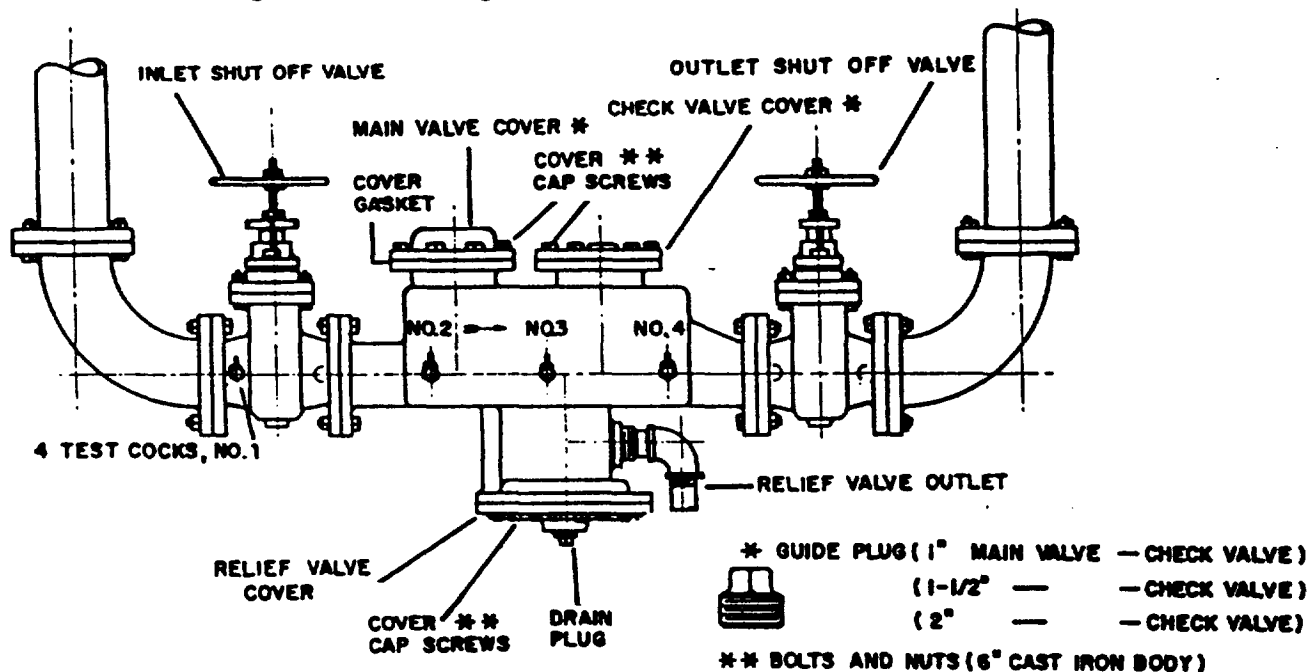 INLET SHUT OFF VALVE
OUTLET SHUT OFF VALVE
CHECK VALVE COVER *
MAIN VALVE COVER *
COVER **
CAP SCREWS
COVER
GASKET
NO.2
NO.3
NO.4
4 TEST COCKS, NO.1
RELIEF VALVE OUTLET
RELIEF VALVE
COVER
COVER **
CAP SCREWS
DRAIN
PLUG
* GUIDE PLUG (1" MAIN VALVE — CHECK VALVE)
(1-1/2" — — CHECK VALVE)
(2" — — CHECK VALVE)
** BOLTS AND NUTS (6" CAST IRON BODY)